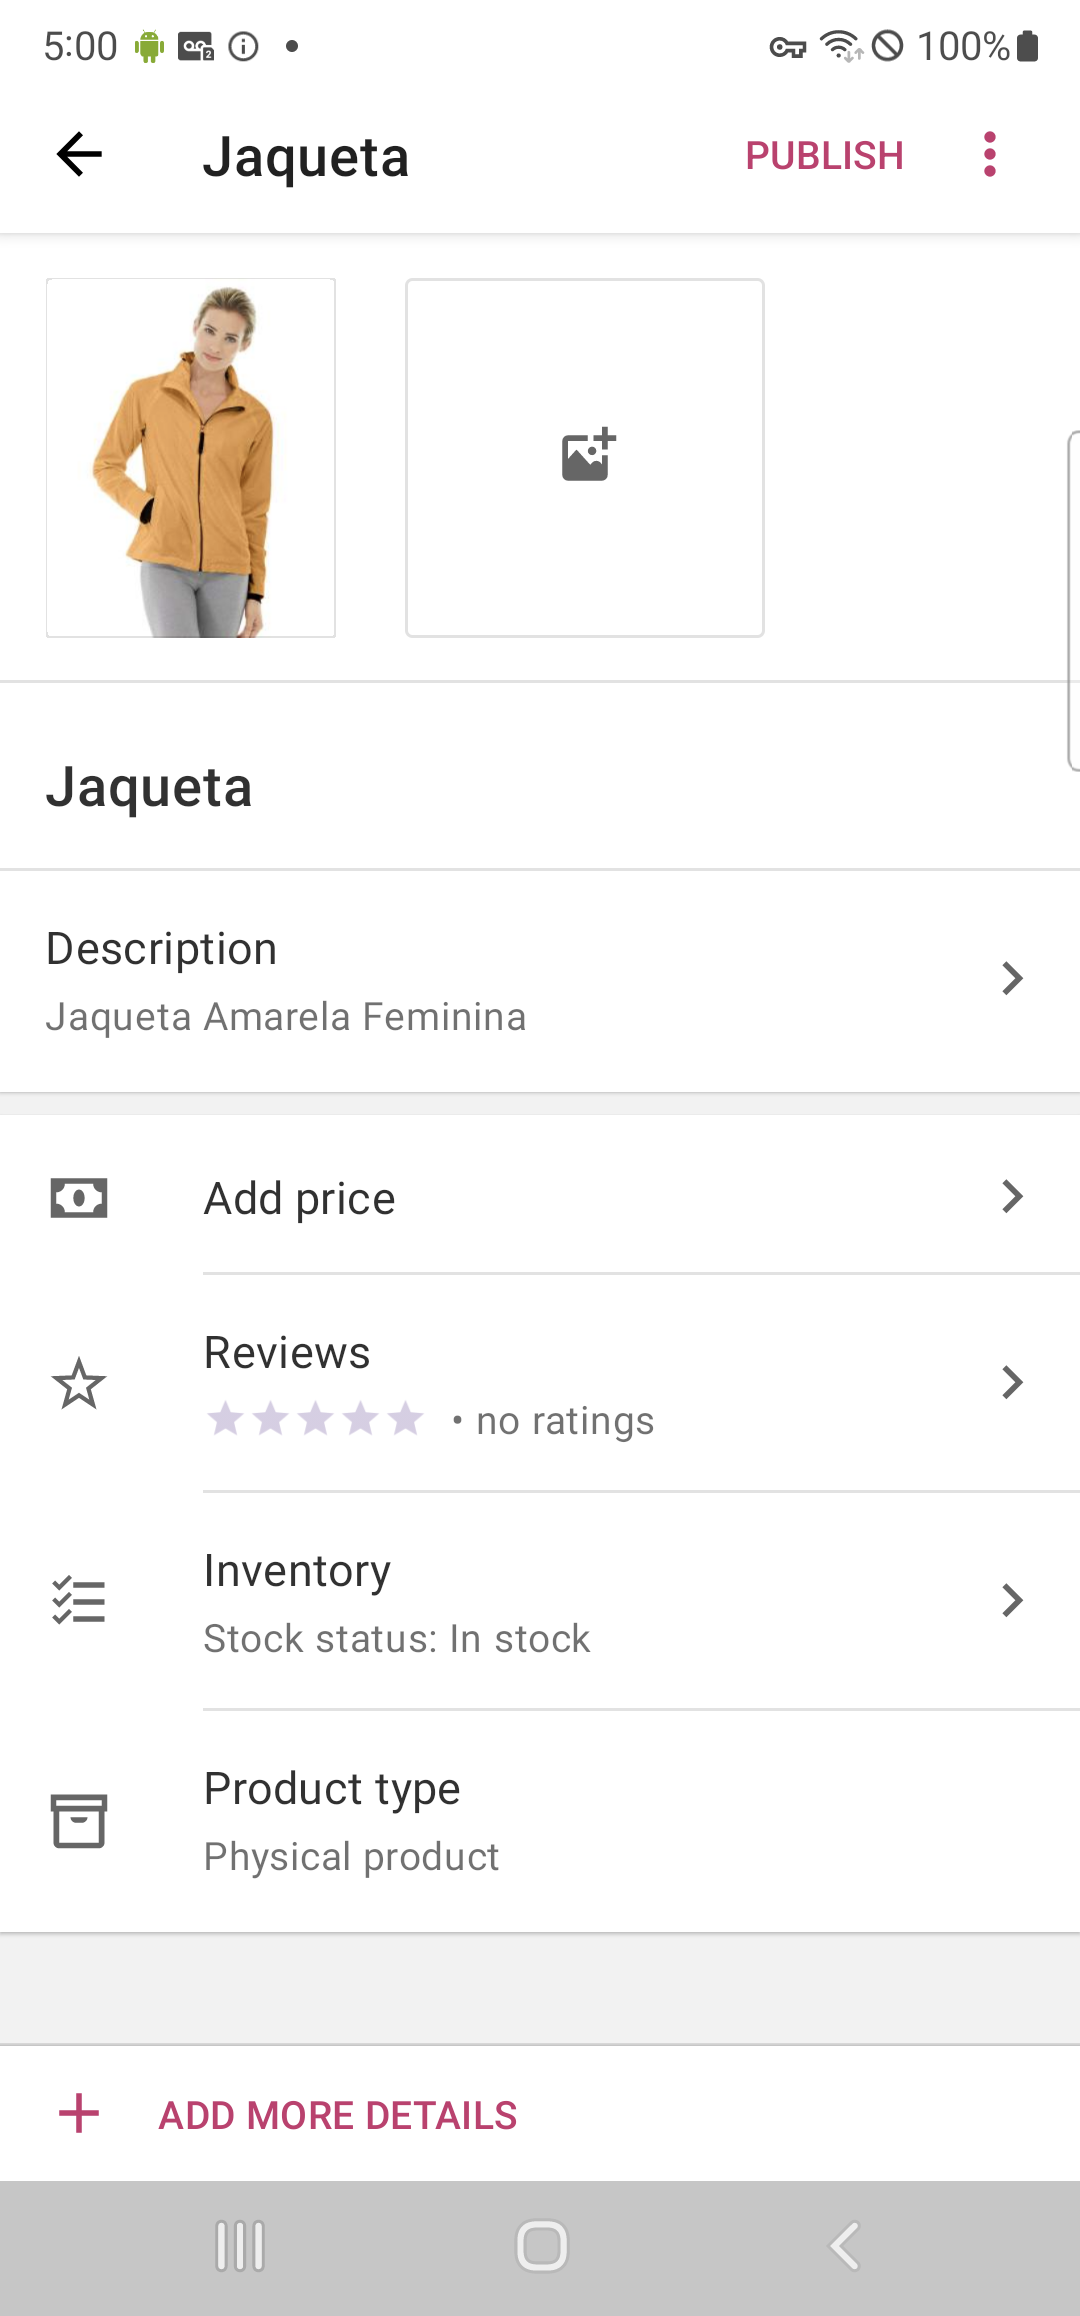 5:00
100%
Jaqueta
PUBLISH
Jaqueta
Description
Jaqueta Amarela Feminina
Add price
Reviews
• no ratings
Inventory
Stock status: In stock
Product type
Physical product
ADD MORE DETAILS